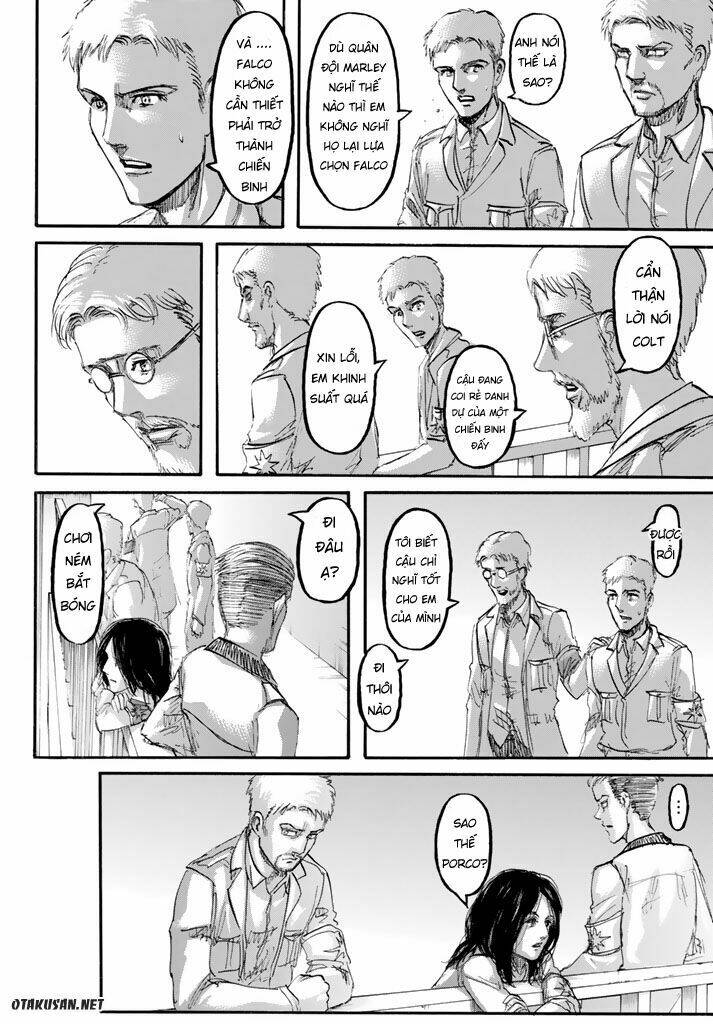 ANH NÓI
THẾ LÀ
SAO?
DÙ QUÂN
ĐỘI MARLEY
NGHĨ THẾ
NÀO THÌ EM
KHÔNG NGHĨ
HỌ LẠI LỰA
CHỌN FALCO
VÀ ....
FALCO
KHÔNG
CẦN THIẾT
PHẢI TRỞ
THÀNH
CHIẾN
BINH
CẨN
THẬN
LỜI NÓI
COLT
CẬU ĐANG
COI RẺ DANH
DỰ CỦA MỘT
CHIẾN BINH
ĐẤY
XIN LỖI,
EM KHINH
SUẤT QUÁ
ĐƯỢC
RỒI
TÔI BIẾT
CẬU CHỈ
NGHĨ TỐT
CHO EM
CỦA MÌNH
ĐI
THÔI
NÀO
ĐI
ĐÂU
Ạ?
CHƠI
NÉM
BẮT
BÓNG
...
SAO
THẾ
PORCO?
OTAKUSAN.NET